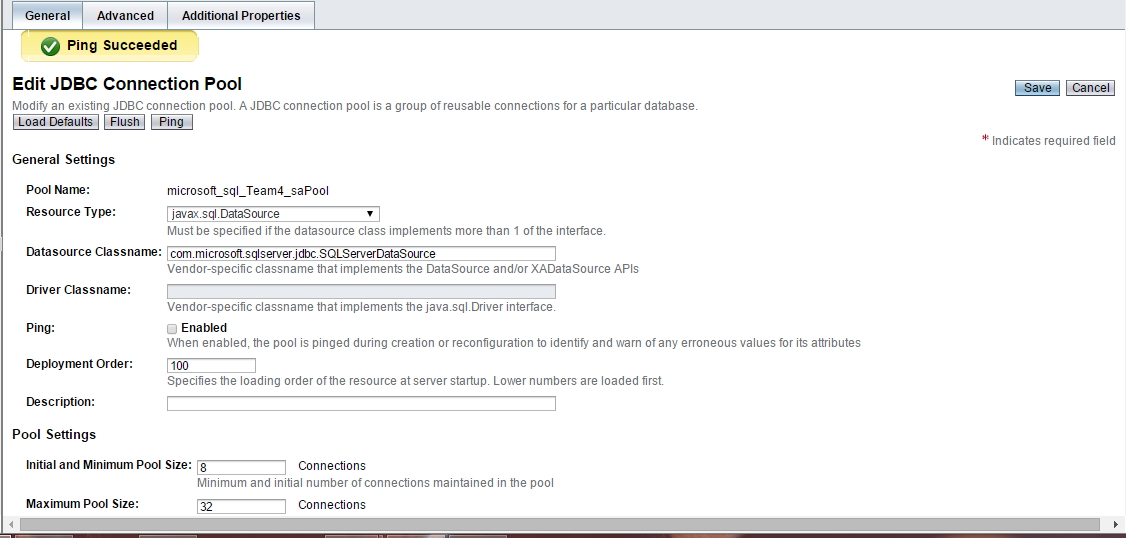 General Advanced Additional Properties
Ping Succeeded
Edit JDBC Connection Pool
Save Cancel
Modify an existing JDBC connection pool. A JDBC connection pool is a group of reusable connections for a particular database.
Load Defaults Flush Ping
* Indicates required field
General Settings
Pool Name: microsoft_sql_Team4_saPool
Resource Type: javax.sql.DataSource
Must be specified if the datasource class implements more than 1 of the interface.
Datasource Classname: com.microsoft.sqlserver.jdbc.SQLServerDataSource
Vendor-specific classname that implements the DataSource and/or XADataSource APIs
Driver Classname:
Vendor-specific classname that implements the java.sql.Driver interface.
Ping: Enabled
When enabled, the pool is pinged during creation or reconfiguration to identify and warn of any erroneous values for its attributes
Deployment Order: 100
Specifies the loading order of the resource at server startup. Lower numbers are loaded first.
Description:
Pool Settings
Initial and Minimum Pool Size: 8 Connections
Minimum and initial number of connections maintained in the pool
Maximum Pool Size: 32 Connections